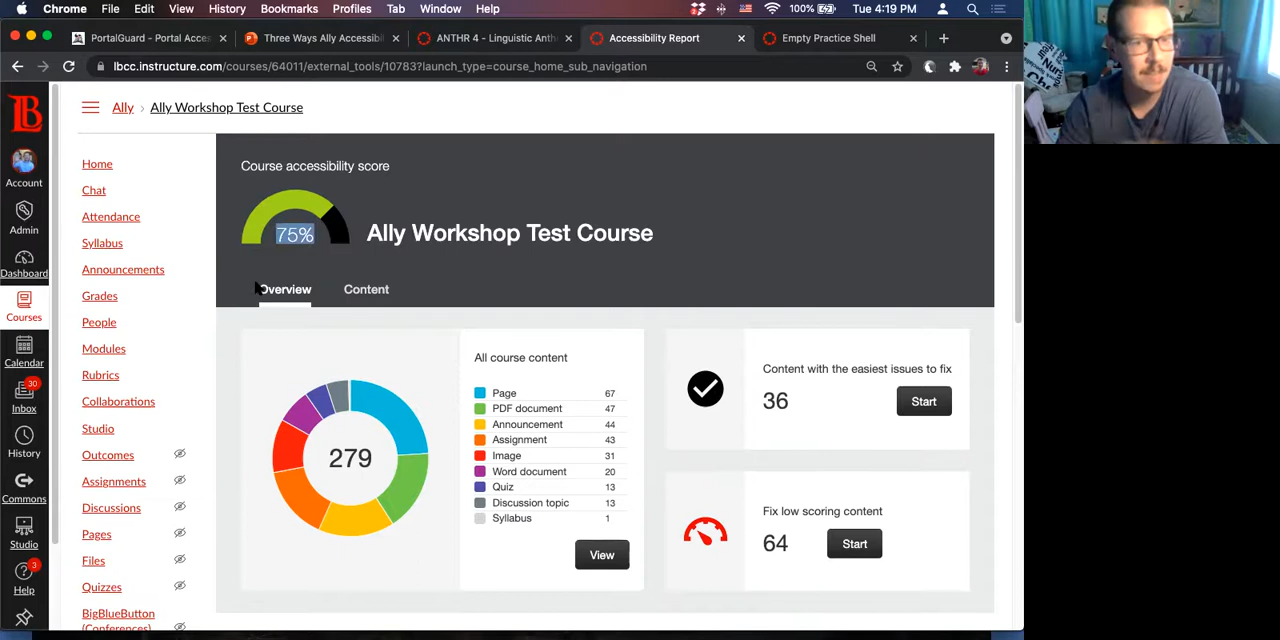 Chrome File Edit View History Bookmarks Profiles Tab Window Help 100% Tue 4:19 PM
PortalGuard - Portal Acces Three Ways Ally Accessibi ANTHR 4 - Linguistic Anth Accessibility Report Empty Practice Shell
lbcc.instructure.com/courses/64011/external_tools/10783?launch_type=course_home_sub_navigation
LB
Account
Admin
Dashboard
Courses
Calendar
30
Inbox
History
Commons
Studio
3
Help
Ally › Ally Workshop Test Course
Home
Chat
Attendance
Syllabus
Announcements
Grades
People
Modules
Rubrics
Collaborations
Studio
Outcomes
Assignments
Discussions
Pages
Files
Quizzes
BigBlueButton
(Conferences)
Course accessibility score
75%
Ally Workshop Test Course
Overview Content
279
All course content
Page 67
PDF document 47
Announcement 44
Assignment 43
Image 31
Word document 20
Quiz 13
Discussion topic 13
Syllabus 1
View
Content with the easiest issues to fix
36 Start
Fix low scoring content
64 Start